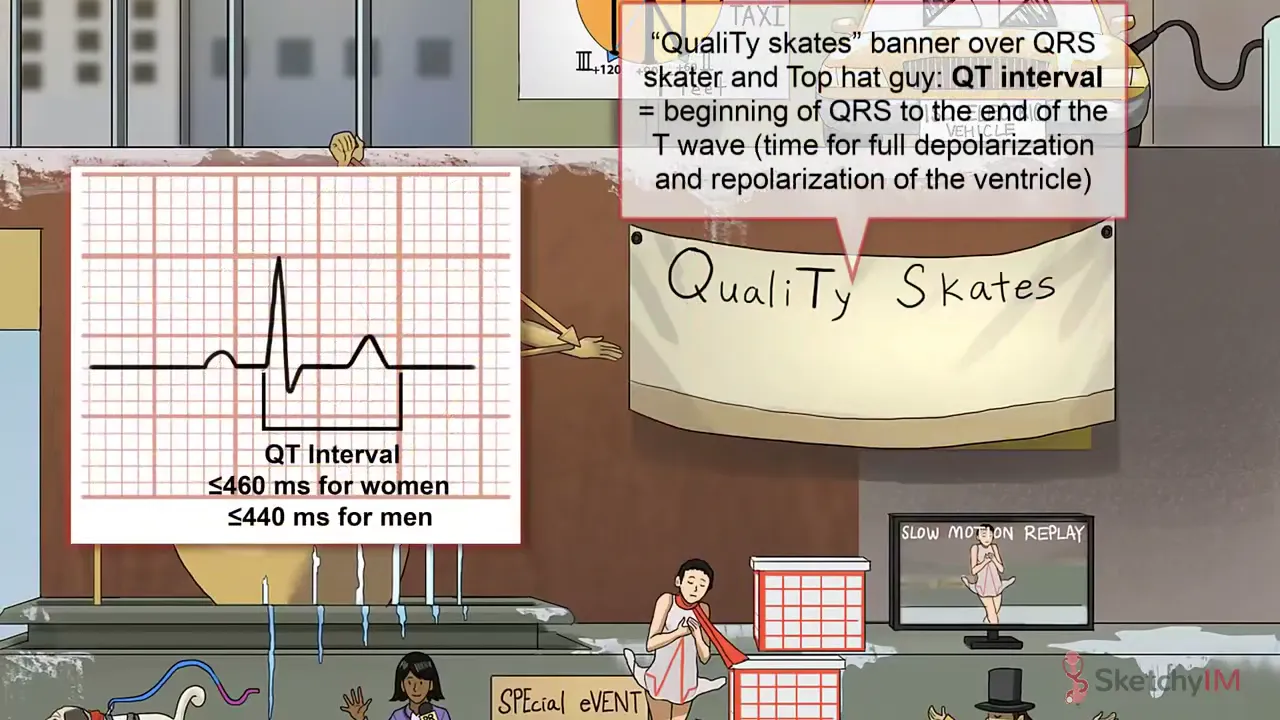 TAXI
III
+120
“QualiTy skates” banner over QRS
skater and Top hat guy: QT interval
= beginning of QRS to the end of the
T wave (time for full depolarization
and repolarization of the ventricle)
VEHICLE
QualiTy Skates
QT Interval
≤460 ms for women
≤440 ms for men
SLOW MOTION REPLAY
SPEcial eVENT
SketchyIM